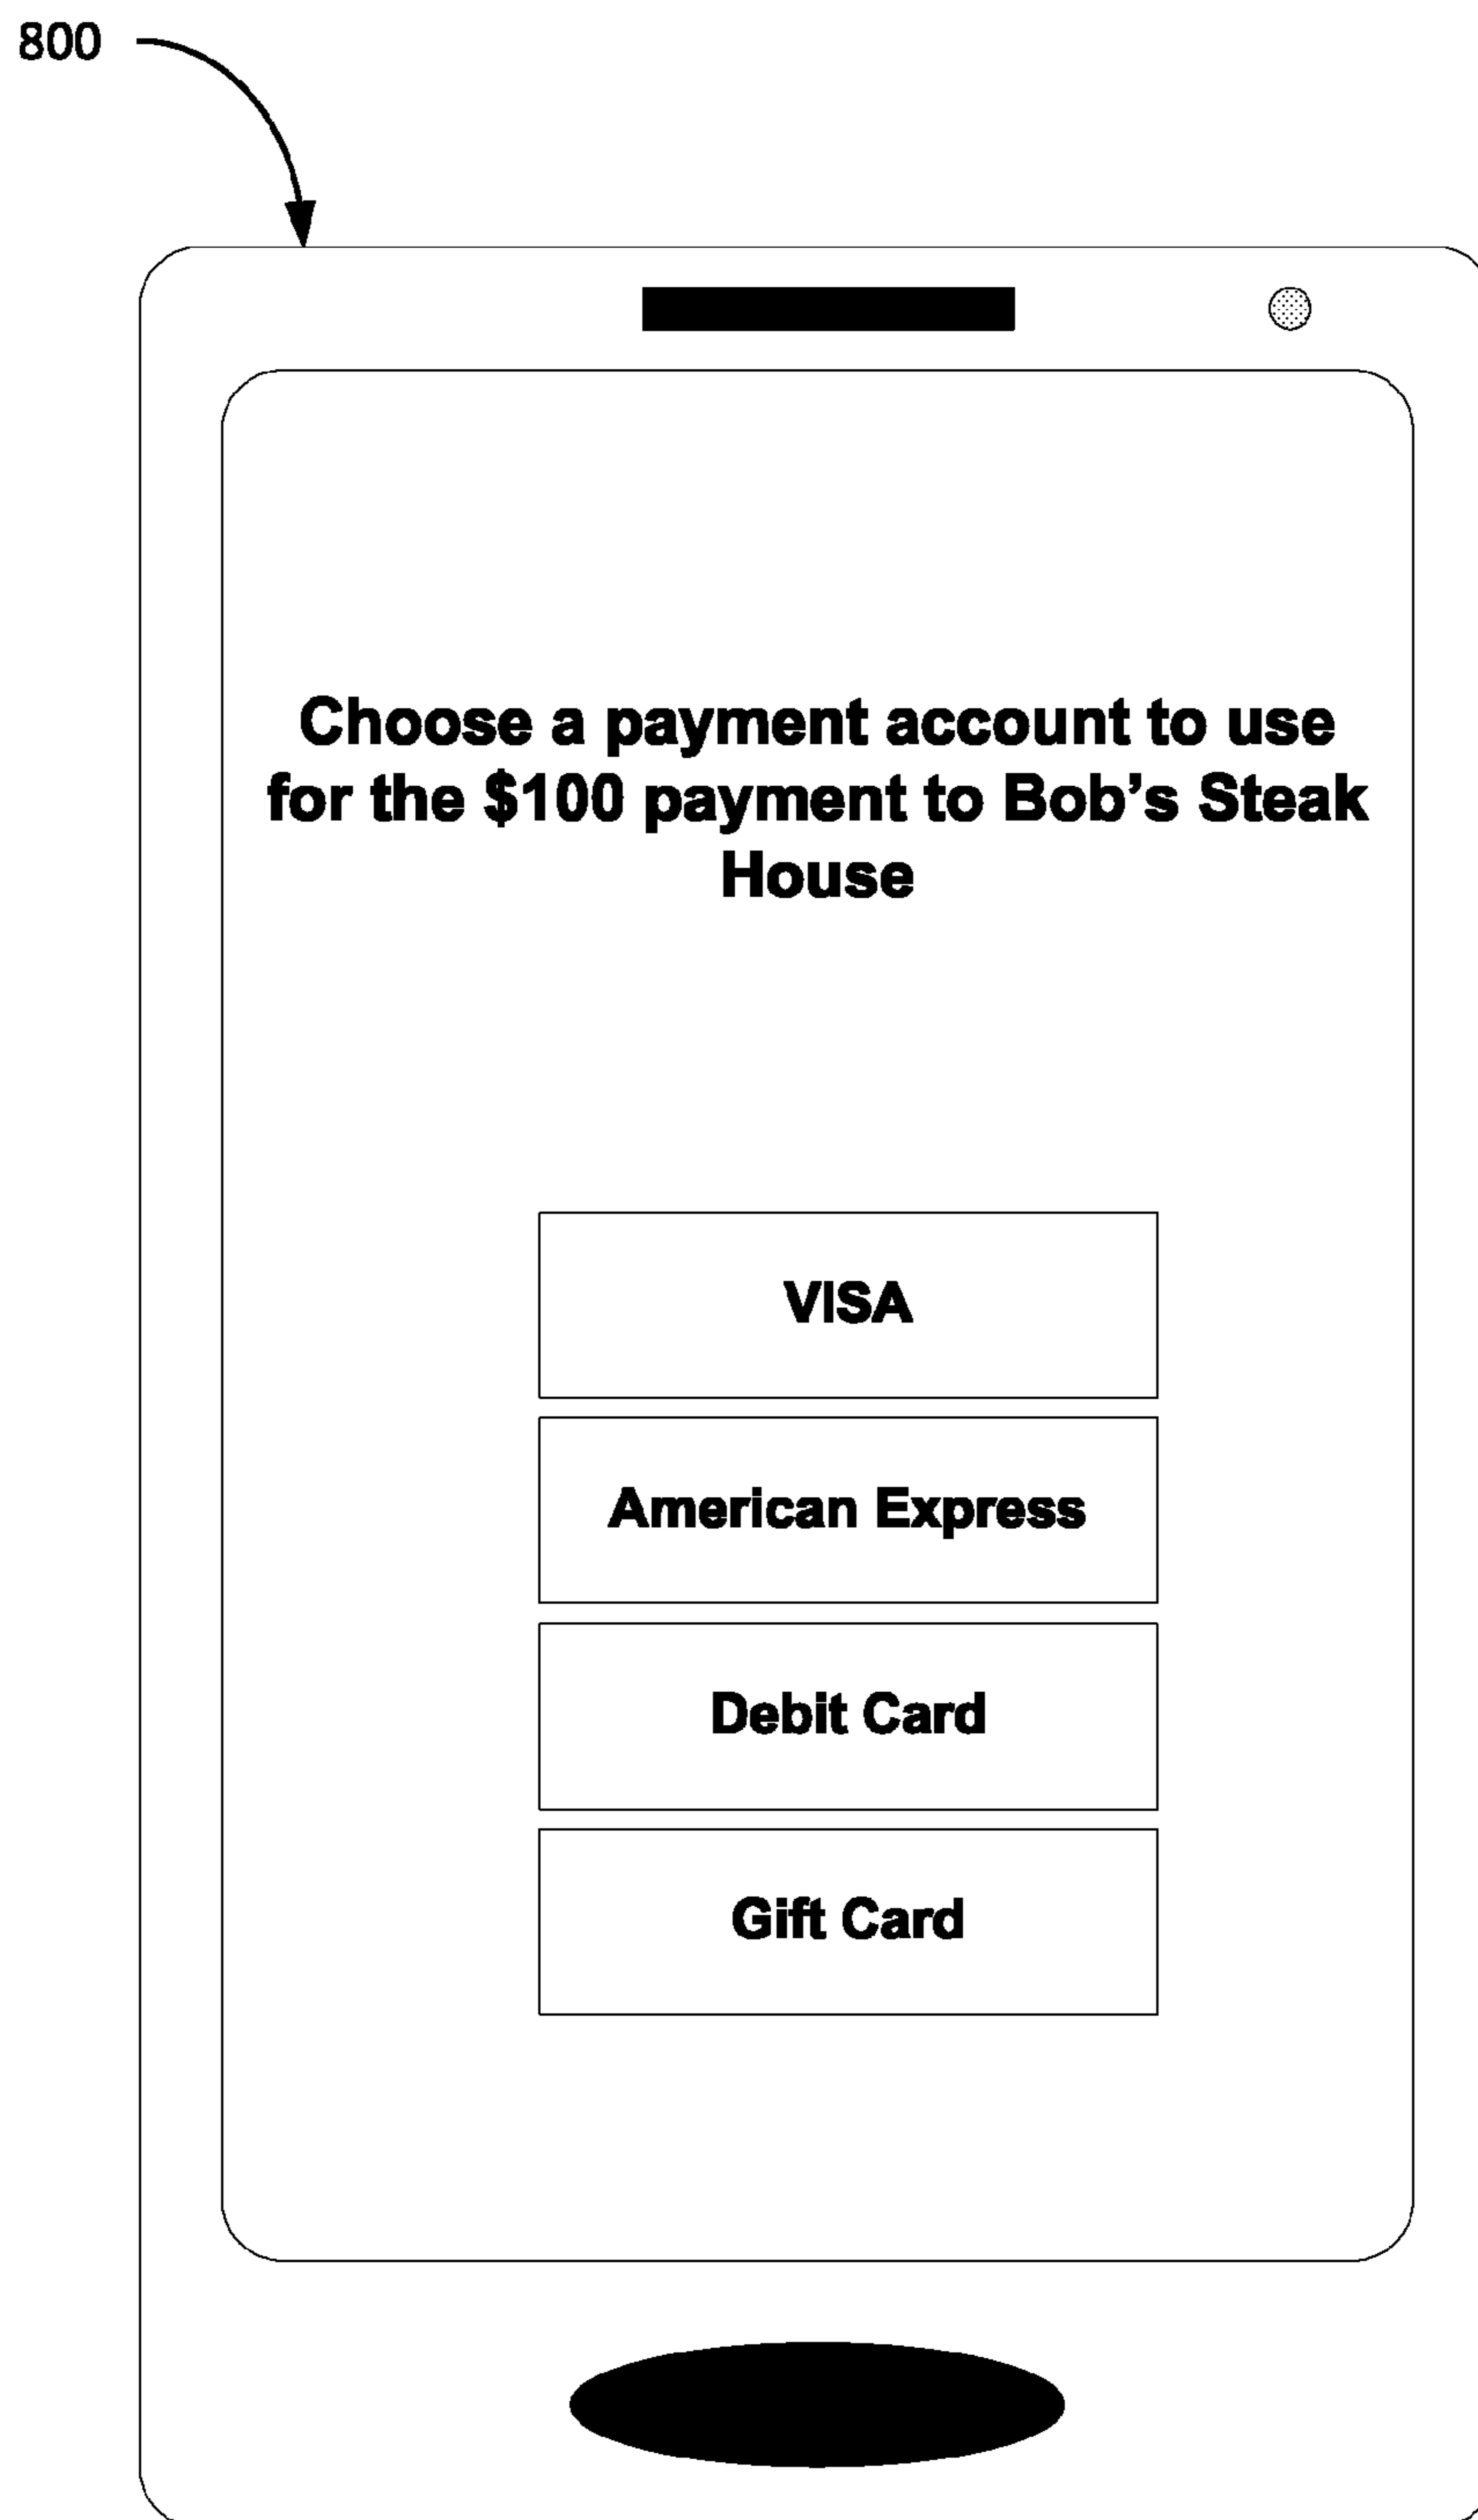 800
Choose a payment account to use
for the $100 payment to Bob’s Steak
House
VISA
American Express
Debit Card
Gift Card